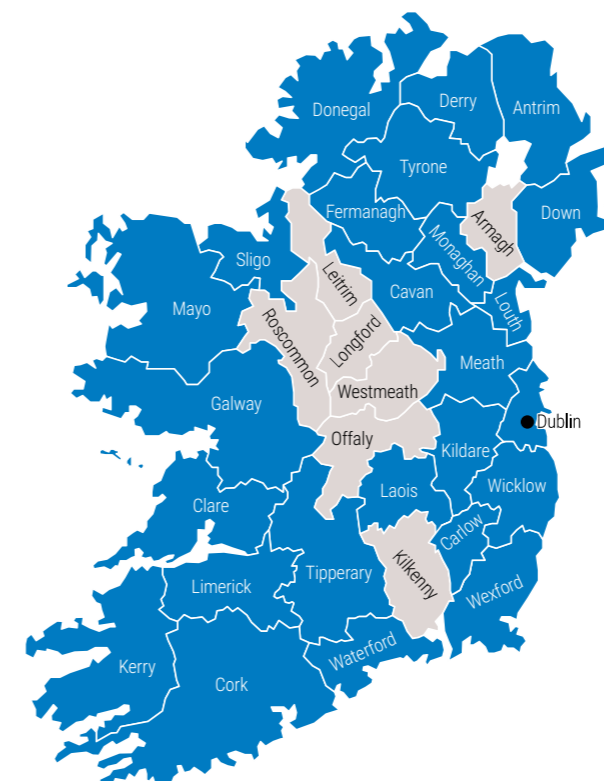 Donegal
Derry
Antrim
Tyrone
Fermanagh
Armagh
Down
Monaghan
Sligo
Leitrim
Cavan
Louth
Mayo
Roscommon
Longford
Meath
Westmeath
Galway
Dublin
Offaly
Kildare
Laois
Wicklow
Clare
Carlow
Kilkenny
Tipperary
Limerick
Wexford
Waterford
Kerry
Cork